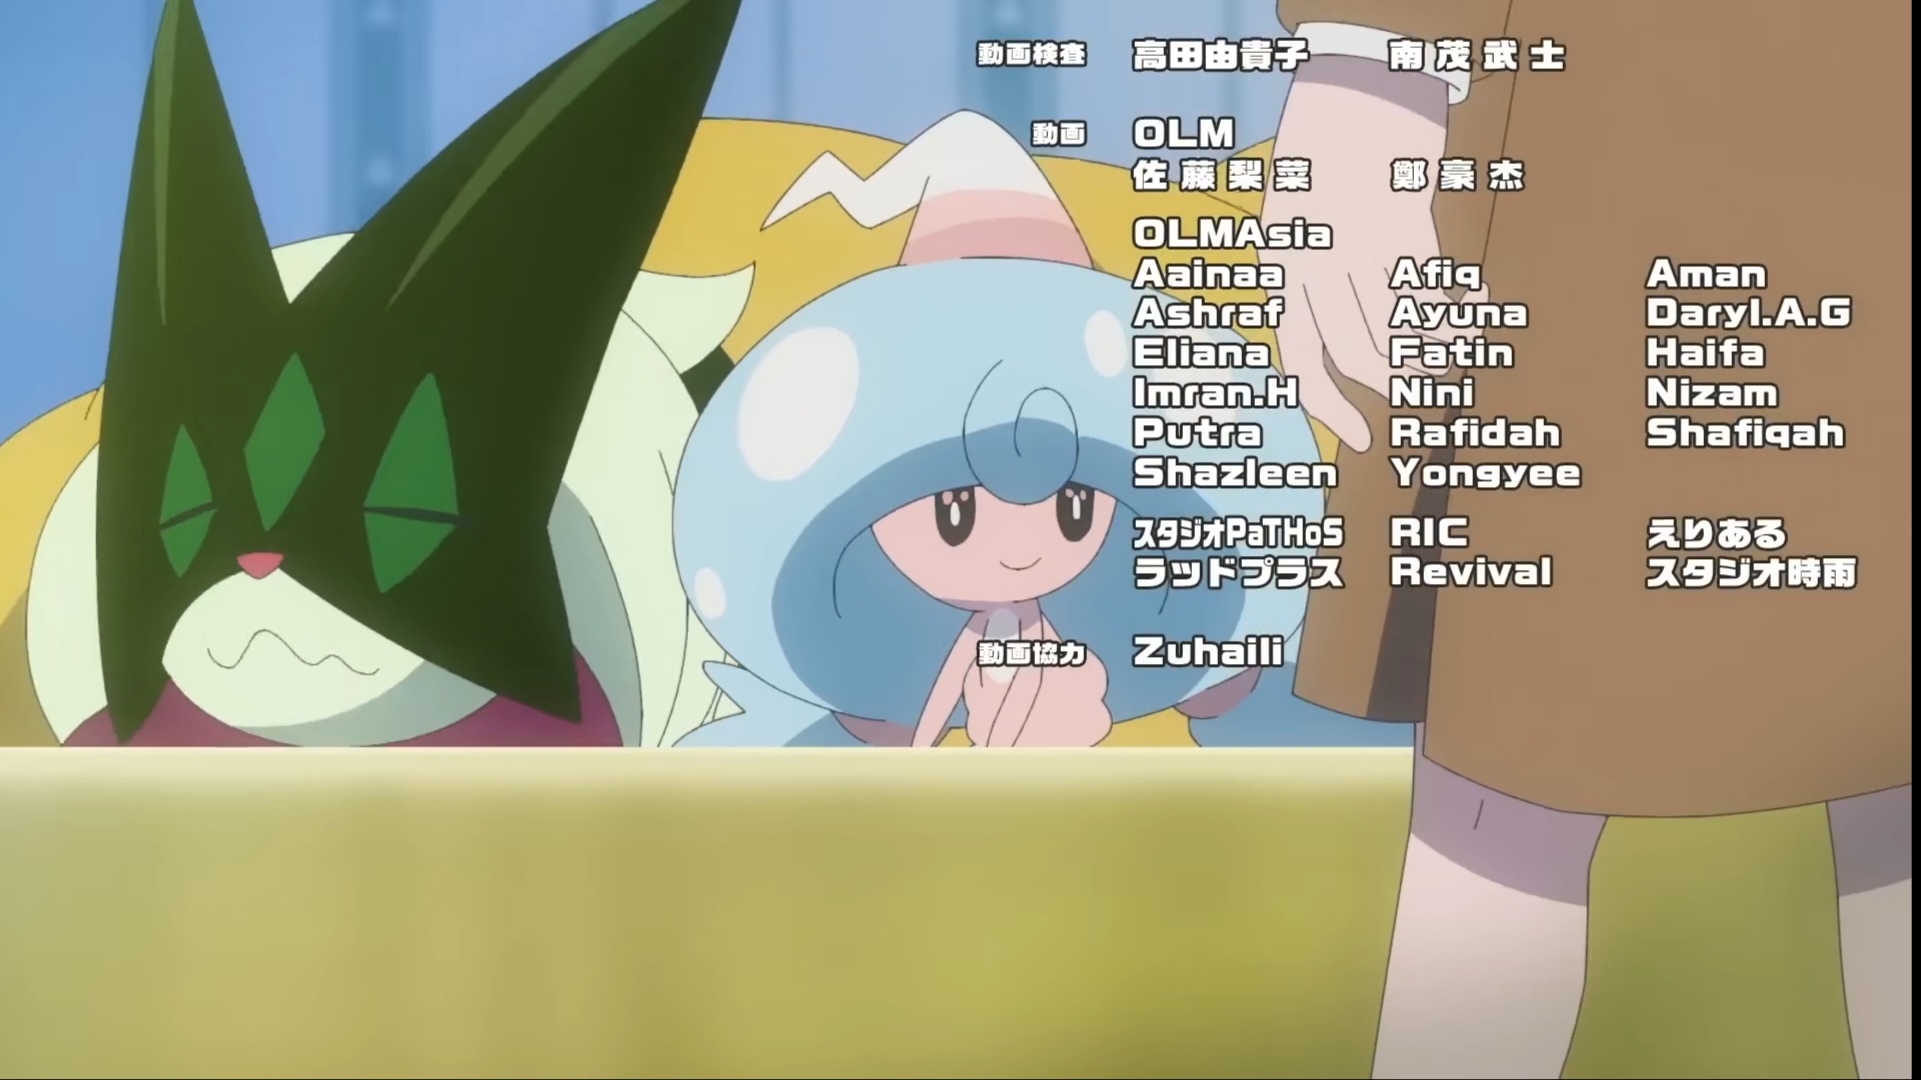 動画検査 高田由貴子 南茂武士
動画 OLM
佐藤梨菜 鄭豪杰
OLMAsia
Aainaa Afiq Aman
Ashraf Ayuna Daryl.A.G
Eliana Fatin Haifa
Imran.H Nini Nizam
Putra Rafidah Shafiqah
Shazleen Yongyee
スタジオPaTHoS RIC えりある
ラッドプラス Revival スタジオ時雨
動画協力 Zuhaili